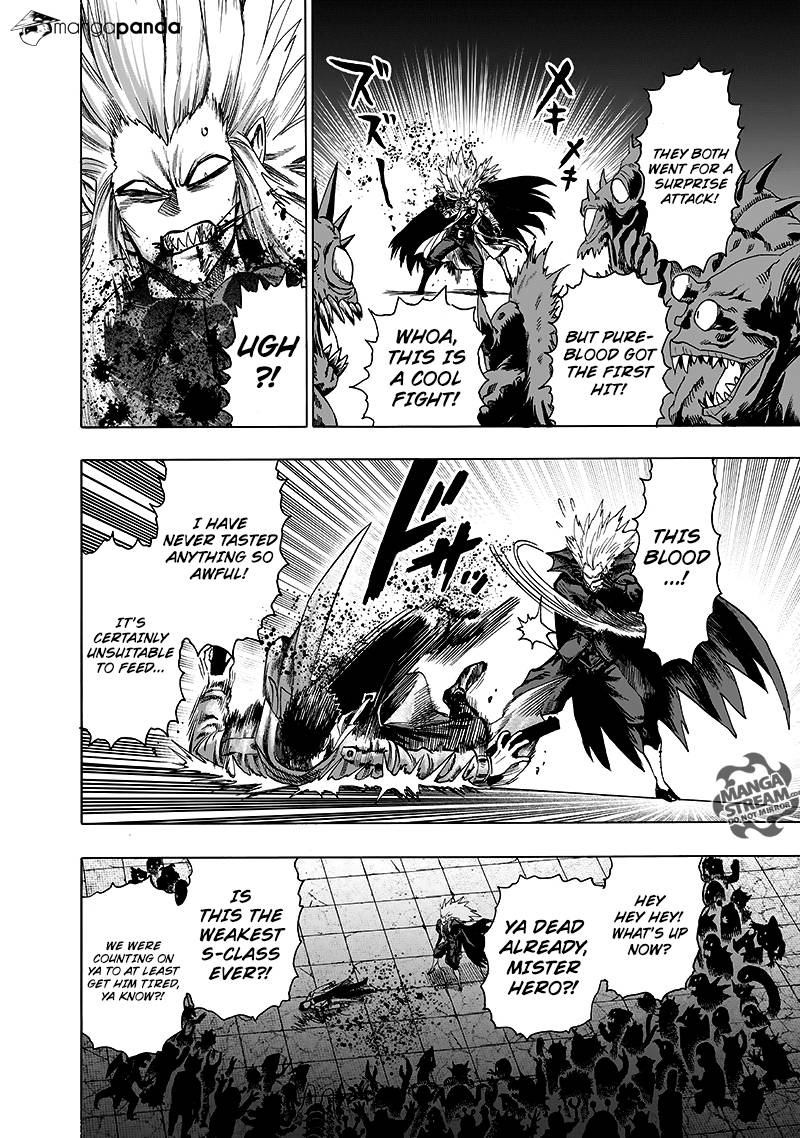 mangapanda
THEY BOTH
WENT FOR A
SURPRISE
ATTACK!
メキ
BUT PURE-
BLOOD GOT
THE FIRST
HIT!
ズズー
WHOA,
THIS IS
A COOL
FIGHT!
UGH
?!
THIS
BLOOD
...!
ドッ
I HAVE
NEVER TASTED
ANYTHING SO
AWFUL!
IT'S
CERTAINLY
UNSUITABLE
TO FEED...
MANGA
STREAM.com
DO NOT MIRROR
HEY
HEY HEY!
WHAT'S UP
NOW?
YA DEAD
ALREADY,
MISTER
HERO?!
IS
THIS THE
WEAKEST
S-CLASS
EVER?!
WE WERE
COUNTING ON
YA TO AT LEAST
GET HIM TIRED,
YA KNOW?!